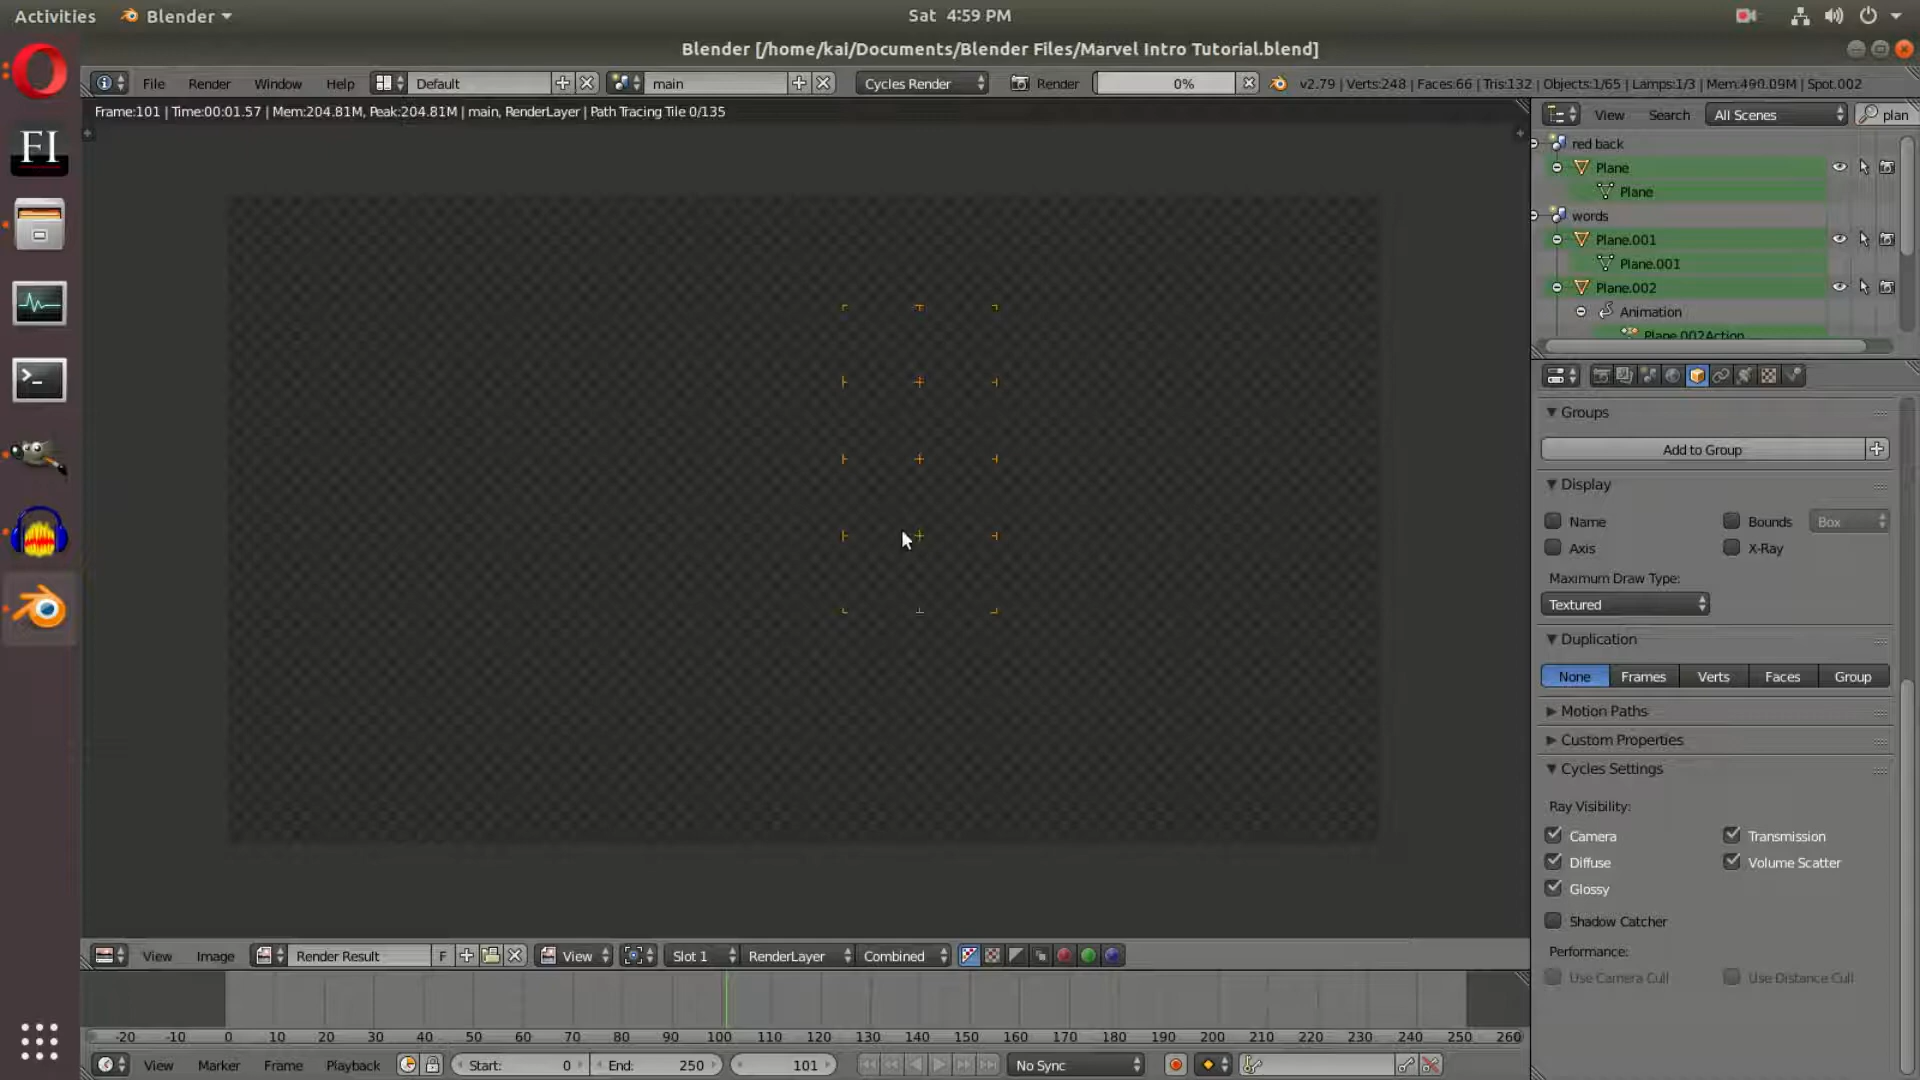 Activities Blender Sat 4:59 PM
Blender [/home/kai/Documents/Blender Files/Marvel Intro Tutorial.blend]
File Render Window Help Default main Cycles Render Render 0% v2.79 | Verts:248 | Faces:66 | Tris:132 | Objects:1/65 | Lamps:1/3 | Mem:490.09M | Spot.002
Frame:101 | Time:00:01.57 | Mem:204.81M, Peak:204.81M | main, RenderLayer | Path Tracing Tile 0/135
View Search All Scenes plan
red back
Plane
Plane
words
Plane.001
Plane.001
Plane.002
Animation
Plane.002Action
FI
Groups
Add to Group
Display
Name Bounds Box
Axis X-Ray
Maximum Draw Type:
Textured
Duplication
None Frames Verts Faces Group
Motion Paths
Custom Properties
Cycles Settings
Ray Visibility:
Camera Transmission
Diffuse Volume Scatter
Glossy
Shadow Catcher
Performance:
Use Camera Cull Use Distance Cull
View Image Render Result F View Slot 1 RenderLayer Combined
-20 -10 0 10 20 30 40 50 60 70 80 90 100 110 120 130 140 150 160 170 180 190 200 210 220 230 240 250 260
View Marker Frame Playback Start: 0 End: 250 101 No Sync